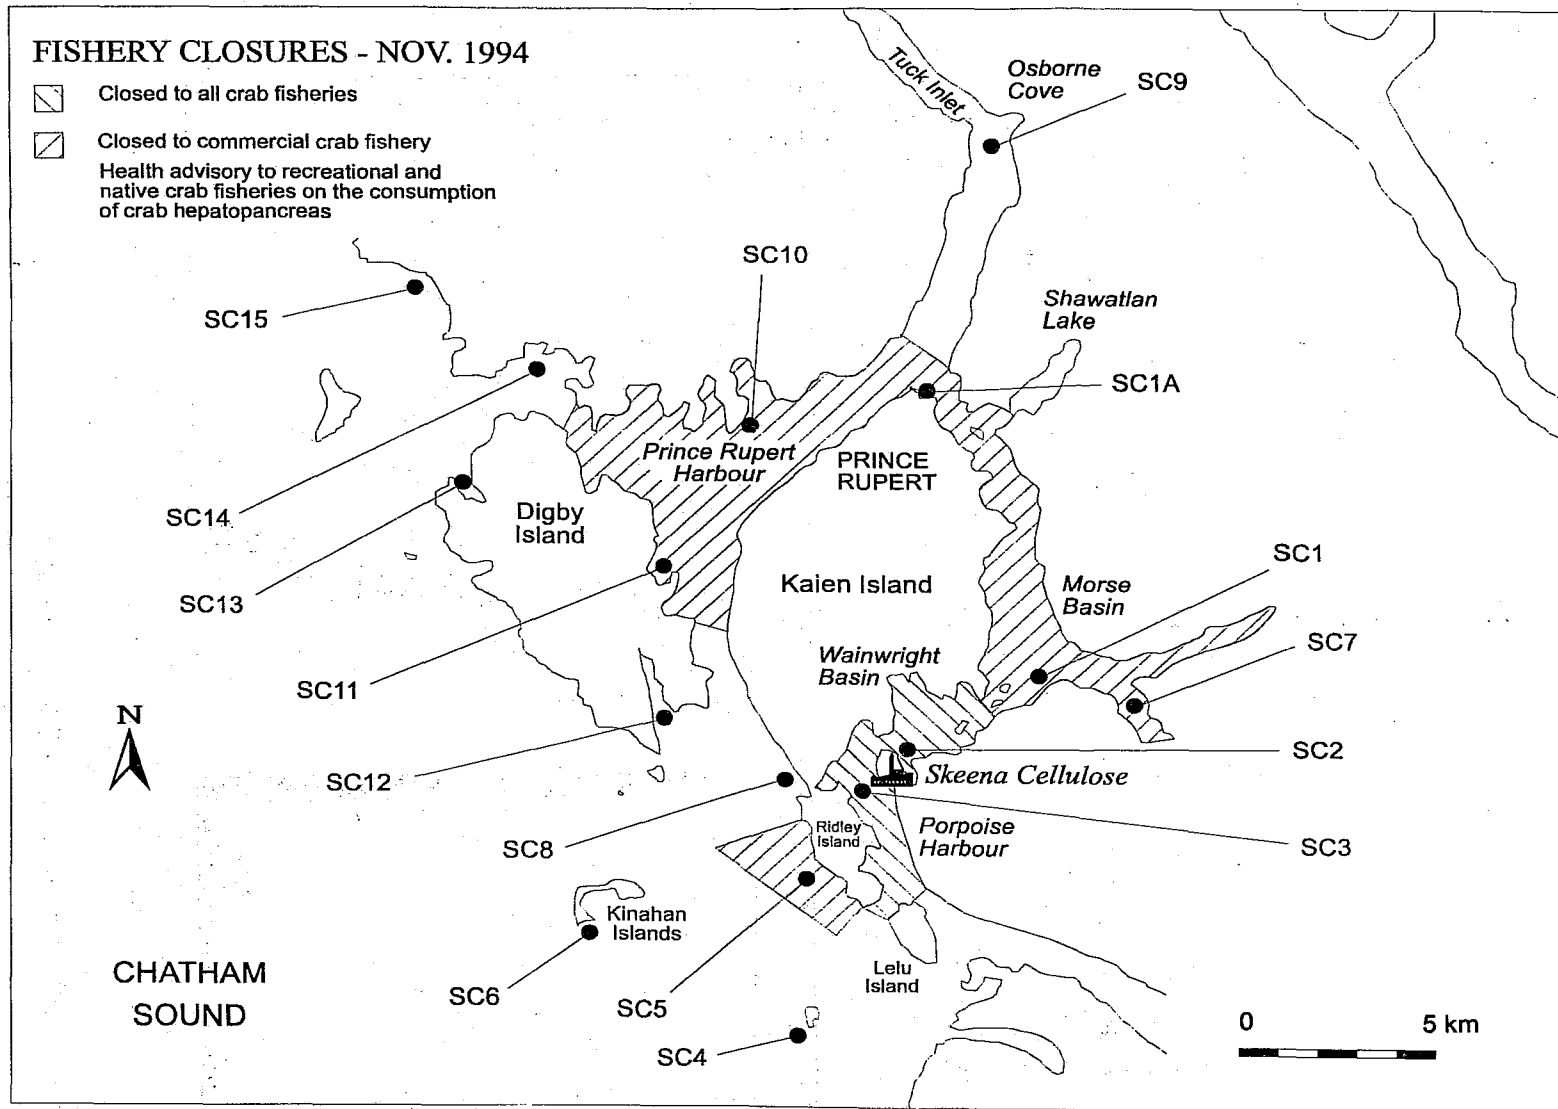 FISHERY CLOSURES - NOV. 1994
Closed to all crab fisheries
Closed to commercial crab fishery
Health advisory to recreational and
native crab fisheries on the consumption
of crab hepatopancreas
Tuck Inlet
Osborne
Cove
SC9
SC10
SC15
Shawatlan
Lake
SC1A
Prince Rupert
Harbour
PRINCE
RUPERT
SC14
Digby
Island
SC13
Kaien Island
SC1
Morse
Basin
SC7
Wainwright
Basin
SC11
N
SC2
SC12
Skeena Cellulose
SC8
Ridley
Island
Porpoise
Harbour
SC3
Kinahan
Islands
CHATHAM
SOUND
Lelu
Island
SC6
SC5
SC4
0 5 km